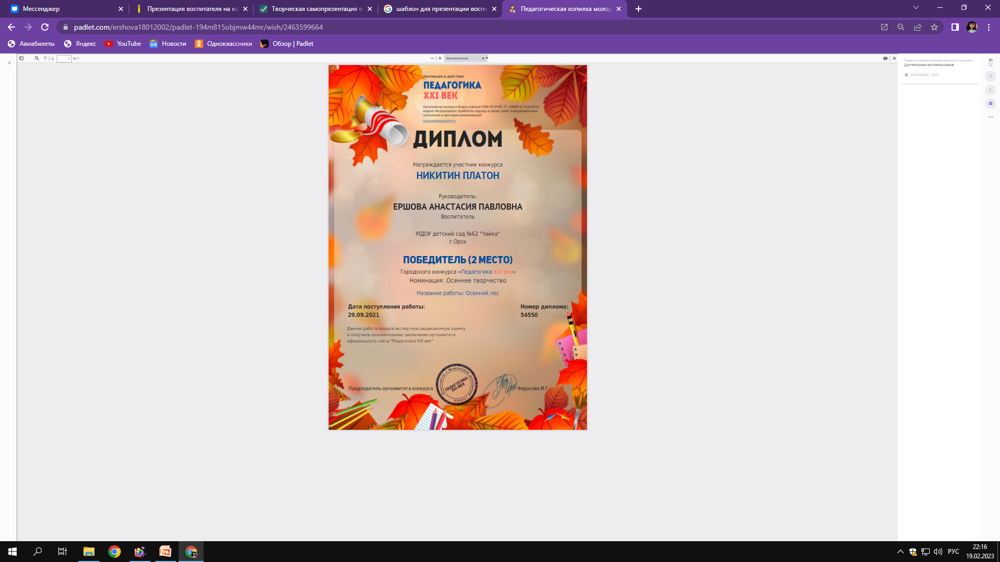 Мессенджер
Презентация воспитателя на ко
Творческая самопрезентация в
шаблон для презентации воспи
Педагогическая копилка молод
padlet.com/ershova18012002/padlet-194m815objmw44mr/wish/2463599664
Авиабилеты
Яндекс
YouTube
Новости
Одноклассники
Обзор | Padlet
1
из 1
Автоматически
Педагогическая копилка молодого специал...
Достижения воспитанников
1632963831_71537
31
54
Инновации в действии
ПЕДАГОГИКА
XXI ВЕК
Организатор конкурса Всероссийское СМИ ЭЛ № ФС 77 - 64909 от 16.02.2016,
выдано Федеральной службой по надзору в сфере связи, информационных
технологий и массовых коммуникаций
www.pedagogcentr.ru
ДИПЛОМ
Награждается участник конкурса
НИКИТИН ПЛАТОН
Руководитель:
ЕРШОВА АНАСТАСИЯ ПАВЛОВНА
Воспитатель
МДОУ детский сад №62 "Чайка"
г.Орск
ПОБЕДИТЕЛЬ (2 МЕСТО)
Городского конкурса «Педагогика XXI век»
Номинация: Осеннее творчество
Название работы: Осенний лес
Дата поступления работы:
29.09.2021
Номер диплома:
54550
Данная работа прошла экспертную редакционную оценку
и получила положительное заключение оргкомитета
официального сайта "Педагогика XXI век"
Председатель оргкомитета конкурса
ПЕДАГОГИКА
XXI ВЕК
Федосова И.Г.
РУС
22:16
19.02.2023